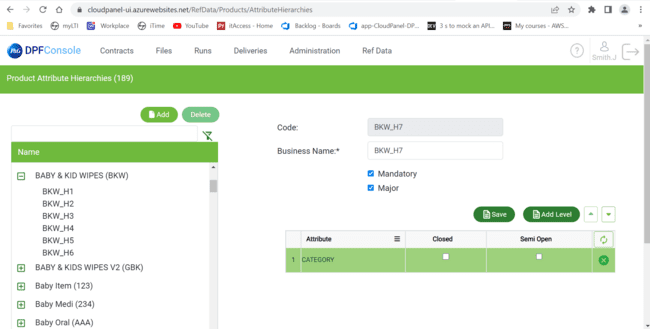 cloudpanel-ui.azurewebsites.net/RefData/Products/AttributeHierarchies
ServiceNow
myLTI
Workplace
iTime
YouTube
itAccess - Home
Backlog - Boards
app-CloudPanel-DP...
3 s to mock an API...
My courses - AWS...
P&G DPFConsole
Contracts
Files
Runs
Deliveries
Administration
Ref Data
?
Smith.J
Product Attribute Hierarchies (189)
Add
Delete
Name
BABY & KID WIPES (BKW)
BKW_H1
BKW_H2
BKW_H3
BKW_H4
BKW_H5
BKW_H6
BABY & KIDS WIPES V2 (GBK)
Baby Item (123)
Baby Medi (234)
Baby Oral (AAA)
Code:
BKW_H7
Business Name:*
BKW_H7
Mandatory
Major
Save
Add Level
Attribute
Closed
Semi Open
1 CATEGORY